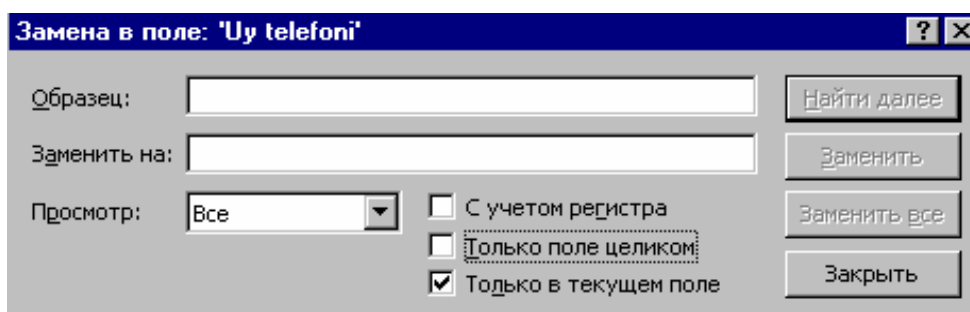 Замена в поле: 'Uy telefoni'
Образец: Найти далее
Заменить на: Заменить
Просмотр: Все С учетом регистра Заменить все
Только поле целиком
Только в текущем поле Закрыть